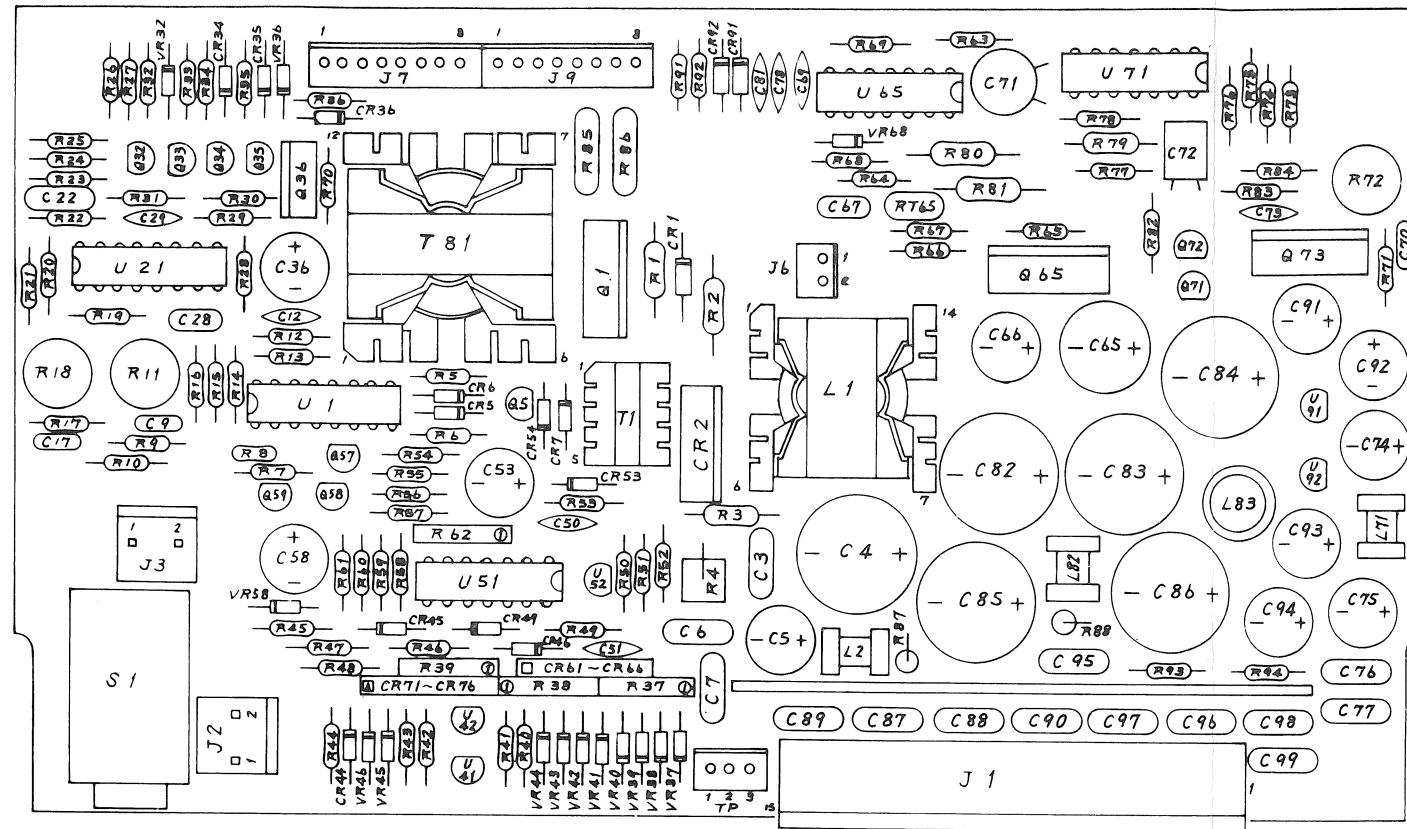 R26 R27 R32 VR32 R33 R34 CR34 R35 CR35 VR36
1 8 1 8
J7 J9
R91 R92 CR92 CR91 C81 C78 C69
R69 R63
U65 C71 U71
R76 R75 R74 R73
R36
CR36
R25
R24
R23
C22
R22
Q32 Q33 Q34 Q35
R31 R30
C29 R29
Q36 R70
12 7
T81
1 6
R85 R86
VR68
R68
R64
R80
R81
C67 RT65
R67
R66
R65
R78
R79
R77
C72
R84
R83
C73
R72
R82
Q72
Q71
Q73
R71
C70
R21 R20
U21
R28
C36
+
-
R19 C28
C12
R12
R13
Q1
R1
CR1
R2
J6
1
2
Q65
14
L1
6 7
- C66 +
- C65 +
- C84 +
C91
- +
+
C92
-
R18 R11
R16 R15 R14
U1
R5
CR6
CR5
R6
Q5
CR54 CR7
1
T1
5
CR2
R17 C9
C17 R9
R10
R8
R7
Q57
Q59 Q58
R54
R55
R56
R57
C53
- +
CR53
R53
C50
R3
- C82 +
- C83 +
U91
U92
- C74 +
L83
L71
C93
- +
1 2
J3
+
C58
-
R62 1
R61 R60 R59 R58
U51
U52
R50 R51 R52
R4
C3
- C4 +
- C85 +
L82
- C86 +
C94
- +
C75
- +
VR58
R45 CR45 CR49 R49
R47 R46 CR46 C51
R48 R39 1 CR61~CR66
CR71~CR76 1 R38 R37 1
C6
C7
- C5 +
L2
R87
R88
C95
R93 R94
C76
C77
S1
J2
2
1
R44 CR44 VR46 VR45 R43 R42
U42
U41
R41 R40 VR44 VR43 VR42 VR41 VR40 VR39 VR38 VR37
1 2 3
TP
C89 C87 C88 C90 C97 C96 C98
C99
15 J1 1